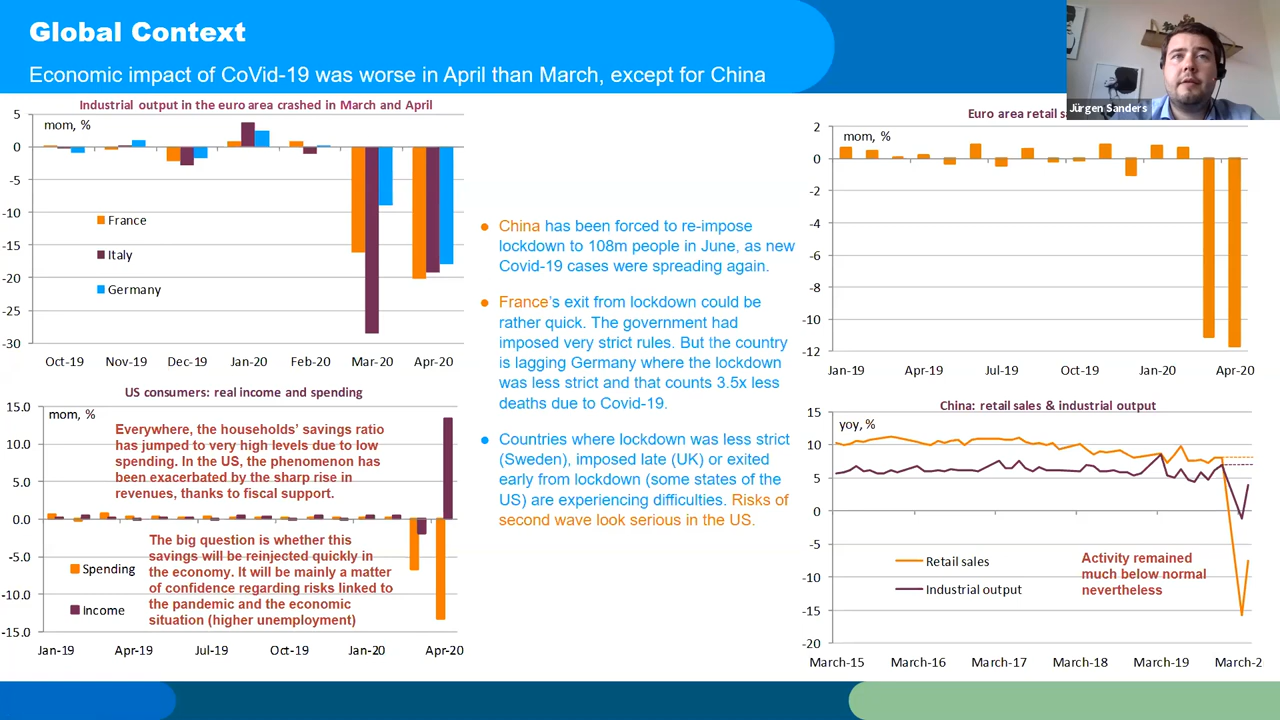 Global Context
Economic impact of CoVid-19 was worse in April than March, except for China
Jürgen Sanders
Industrial output in the euro area crashed in March and April
mom, %
5
0
-5
-10
-15
-20
-25
-30
France
Italy
Germany
Oct-19 Nov-19 Dec-19 Jan-20 Feb-20 Mar-20 Apr-20
US consumers: real income and spending
mom, %
15.0
10.0
5.0
0.0
-5.0
-10.0
-15.0
Everywhere, the households’ savings ratio
has jumped to very high levels due to low
spending. In the US, the phenomenon has
been exacerbated by the sharp rise in
revenues, thanks to fiscal support.
The big question is whether this
savings will be reinjected quickly in
the economy. It will be mainly a matter
of confidence regarding risks linked to
the pandemic and the economic
situation (higher unemployment)
Spending
Income
Jan-19 Apr-19 Jul-19 Oct-19 Jan-20 Apr-20
China has been forced to re-impose
lockdown to 108m people in June, as new
Covid-19 cases were spreading again.
France’s exit from lockdown could be
rather quick. The government had
imposed very strict rules. But the country
is lagging Germany where the lockdown
was less strict and that counts 3.5x less
deaths due to Covid-19.
Countries where lockdown was less strict
(Sweden), imposed late (UK) or exited
early from lockdown (some states of the
US) are experiencing difficulties. Risks of
second wave look serious in the US.
Euro area retail s
mom, %
2
0
-2
-4
-6
-8
-10
-12
Jan-19 Apr-19 Jul-19 Oct-19 Jan-20 Apr-20
China: retail sales & industrial output
yoy, %
15
10
5
0
-5
-10
-15
-20
Retail sales
Industrial output
Activity remained
much below normal
nevertheless
March-15 March-16 March-17 March-18 March-19 March-2